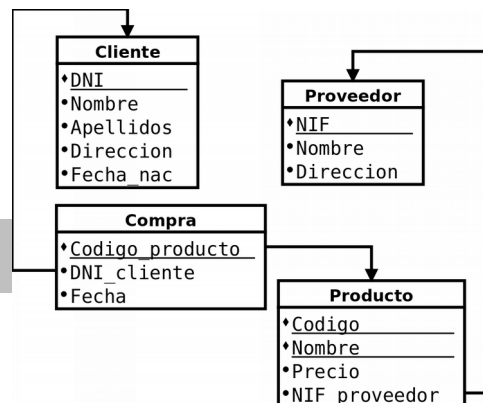 Cliente
DNI
Nombre
Apellidos
Direccion
Fecha_nac
Proveedor
NIF
Nombre
Direccion
Compra
Codigo_producto
DNI_cliente
Fecha
Producto
Codigo
Nombre
Precio
NIF_proveedor